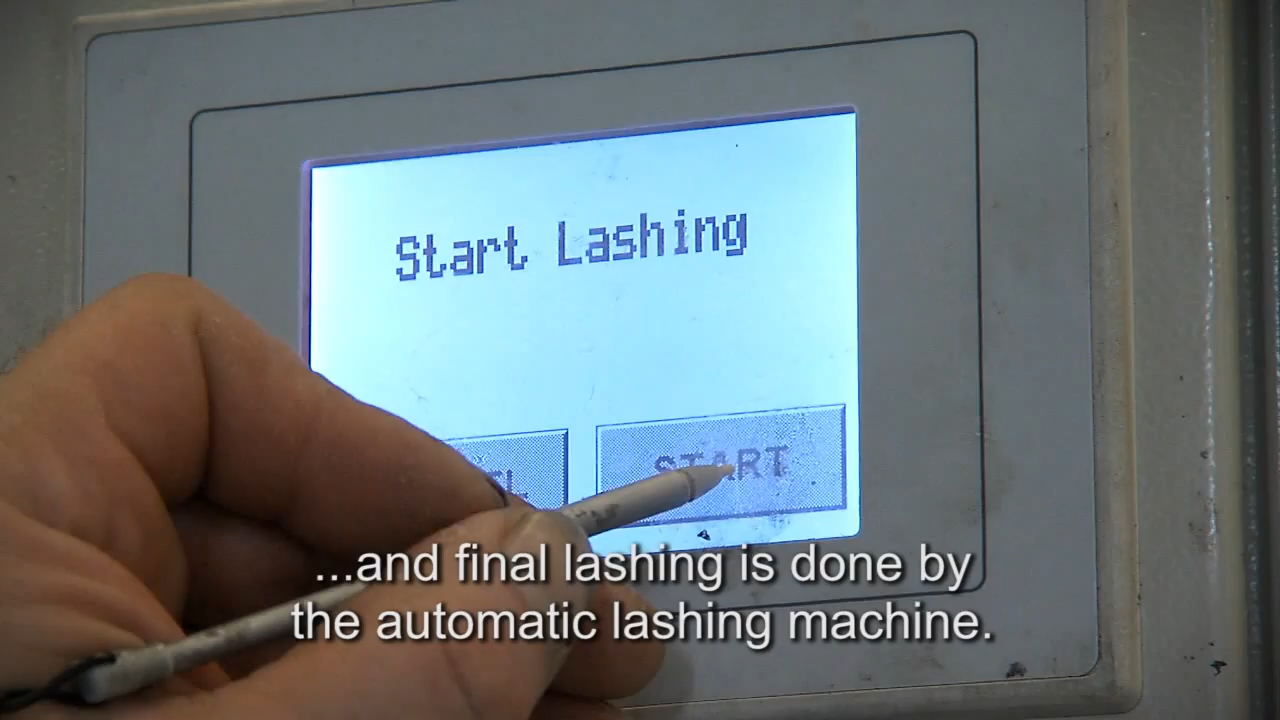 Start Lashing
START
...and final lashing is done by
the automatic lashing machine.